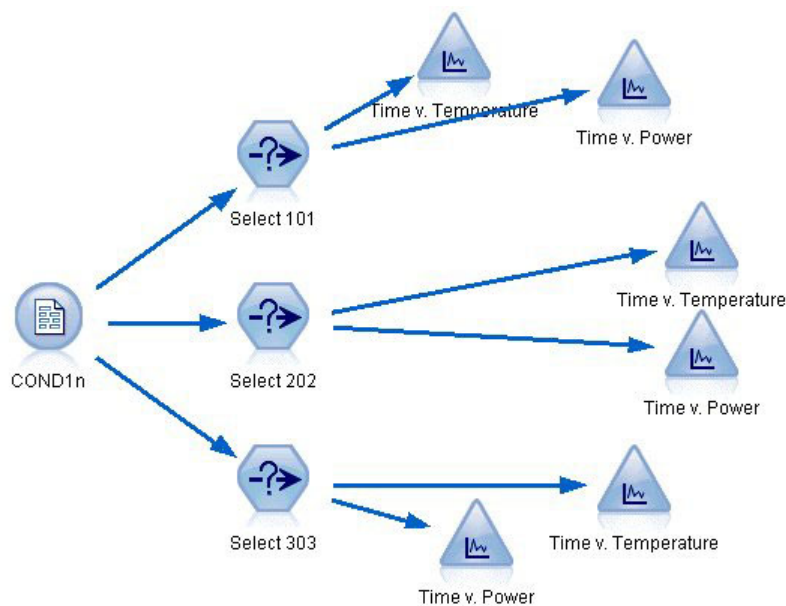 Time v. Temperature
Time v. Power
Select 101
Time v. Temperature
COND1n
Select 202
Time v. Power
Select 303
Time v. Temperature
Time v. Power